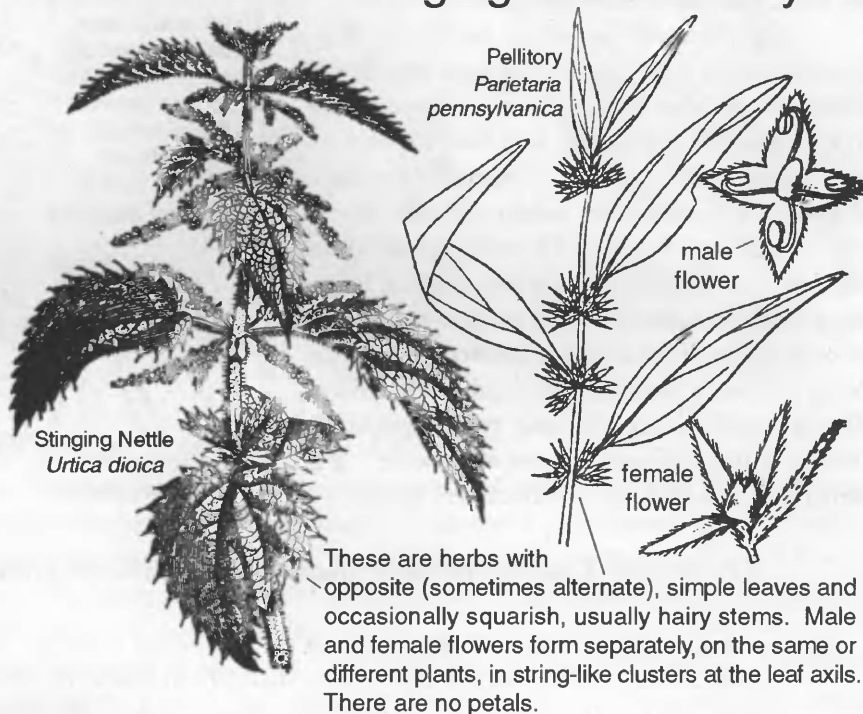 Pellitory
Parietaria
pennsylvanica
male
flower
Stinging Nettle
Urtica dioica
female
flower
These are herbs with
opposite (sometimes alternate), simple leaves and
occasionally squarish, usually hairy stems. Male
and female flowers form separately, on the same or
different plants, in string-like clusters at the leaf axils.
There are no petals.